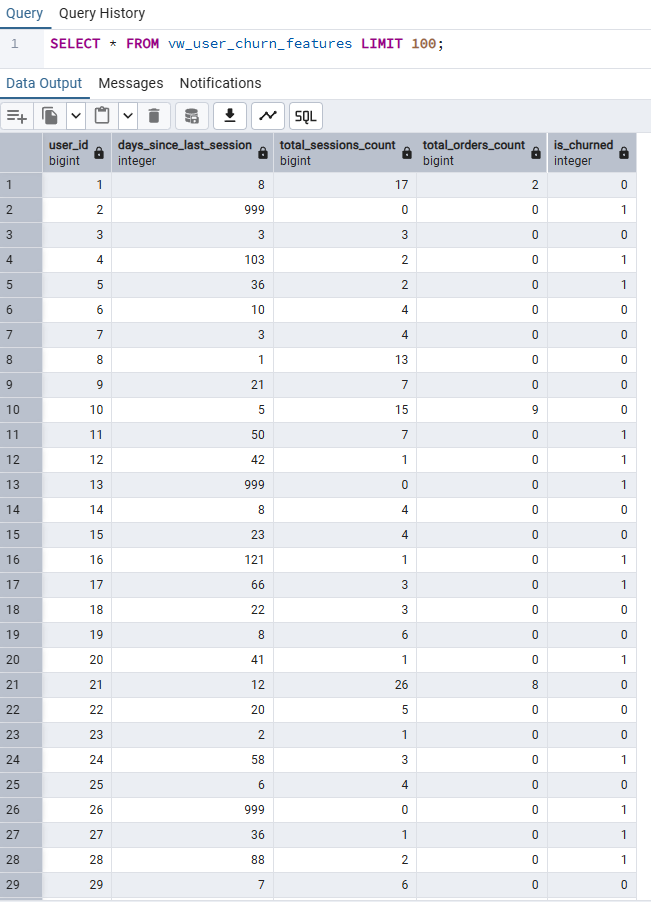 Query Query History
1 SELECT * FROM vw_user_churn_features LIMIT 100;
Data Output Messages Notifications
SQL
user_id days_since_last_session total_sessions_count total_orders_count is_churned
bigint integer bigint bigint integer
1 1 8 17 2 0
2 2 999 0 0 1
3 3 3 3 0 0
4 4 103 2 0 1
5 5 36 2 0 1
6 6 10 4 0 0
7 7 3 4 0 0
8 8 1 13 0 0
9 9 21 7 0 0
10 10 5 15 9 0
11 11 50 7 0 1
12 12 42 1 0 1
13 13 999 0 0 1
14 14 8 4 0 0
15 15 23 4 0 0
16 16 121 1 0 1
17 17 66 3 0 1
18 18 22 3 0 0
19 19 8 6 0 0
20 20 41 1 0 1
21 21 12 26 8 0
22 22 20 5 0 0
23 23 2 1 0 0
24 24 58 3 0 1
25 25 6 4 0 0
26 26 999 0 0 1
27 27 36 1 0 1
28 28 88 2 0 1
29 29 7 6 0 0